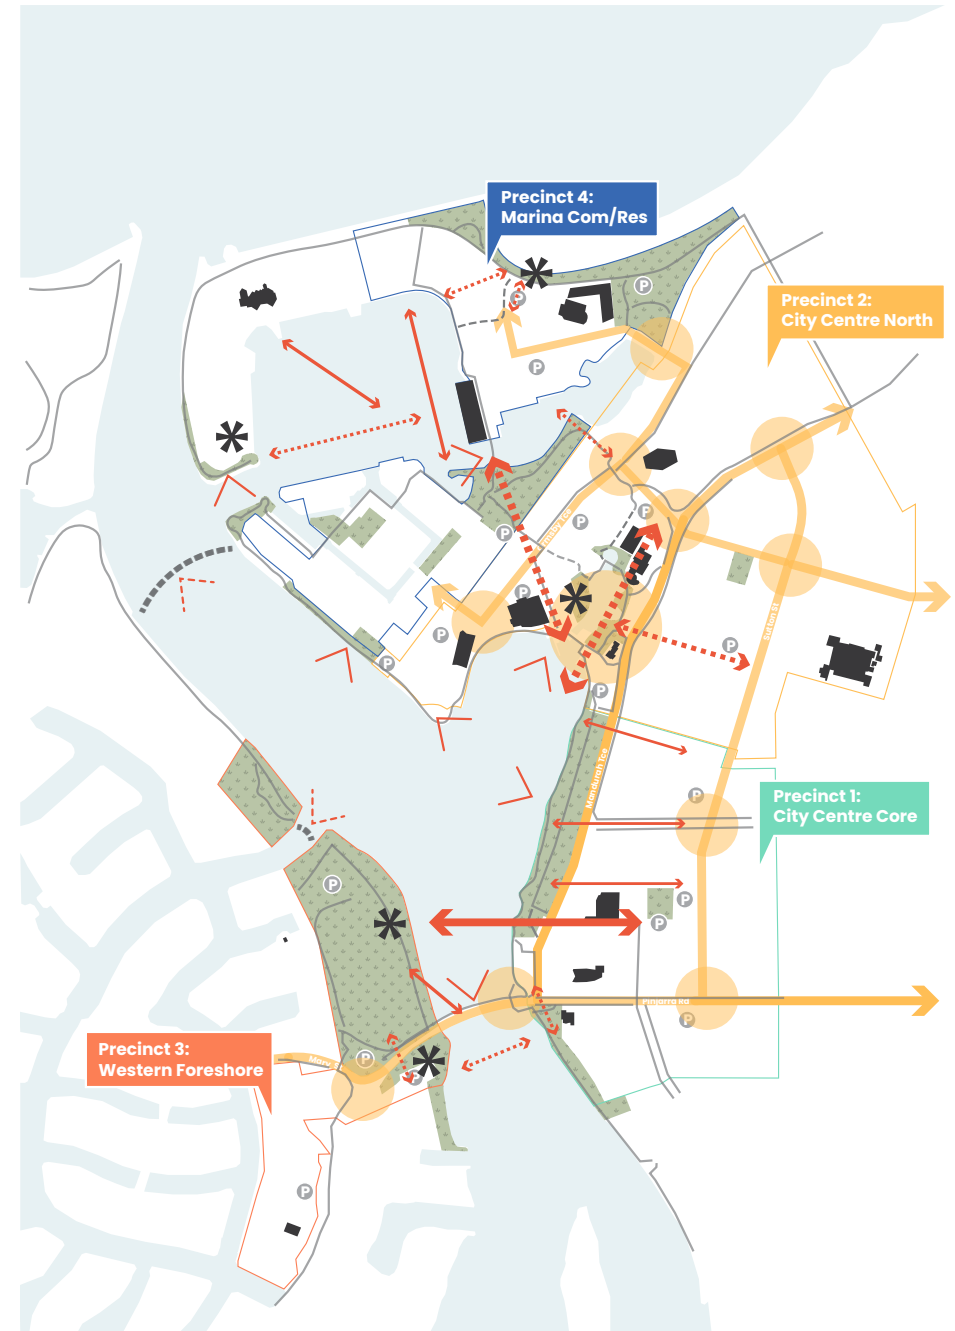 Precinct 4:
Marina Com/Res
Precinct 2:
City Centre North
P
P
P
P
P
P
P
P
P
P
P
Sutton St
P
Mandurah Tce
P
Precinct 1:
City Centre Core
P
P
P
Pinjarra Rd
P
Precinct 3:
Western Foreshore
Mary
P
P
P